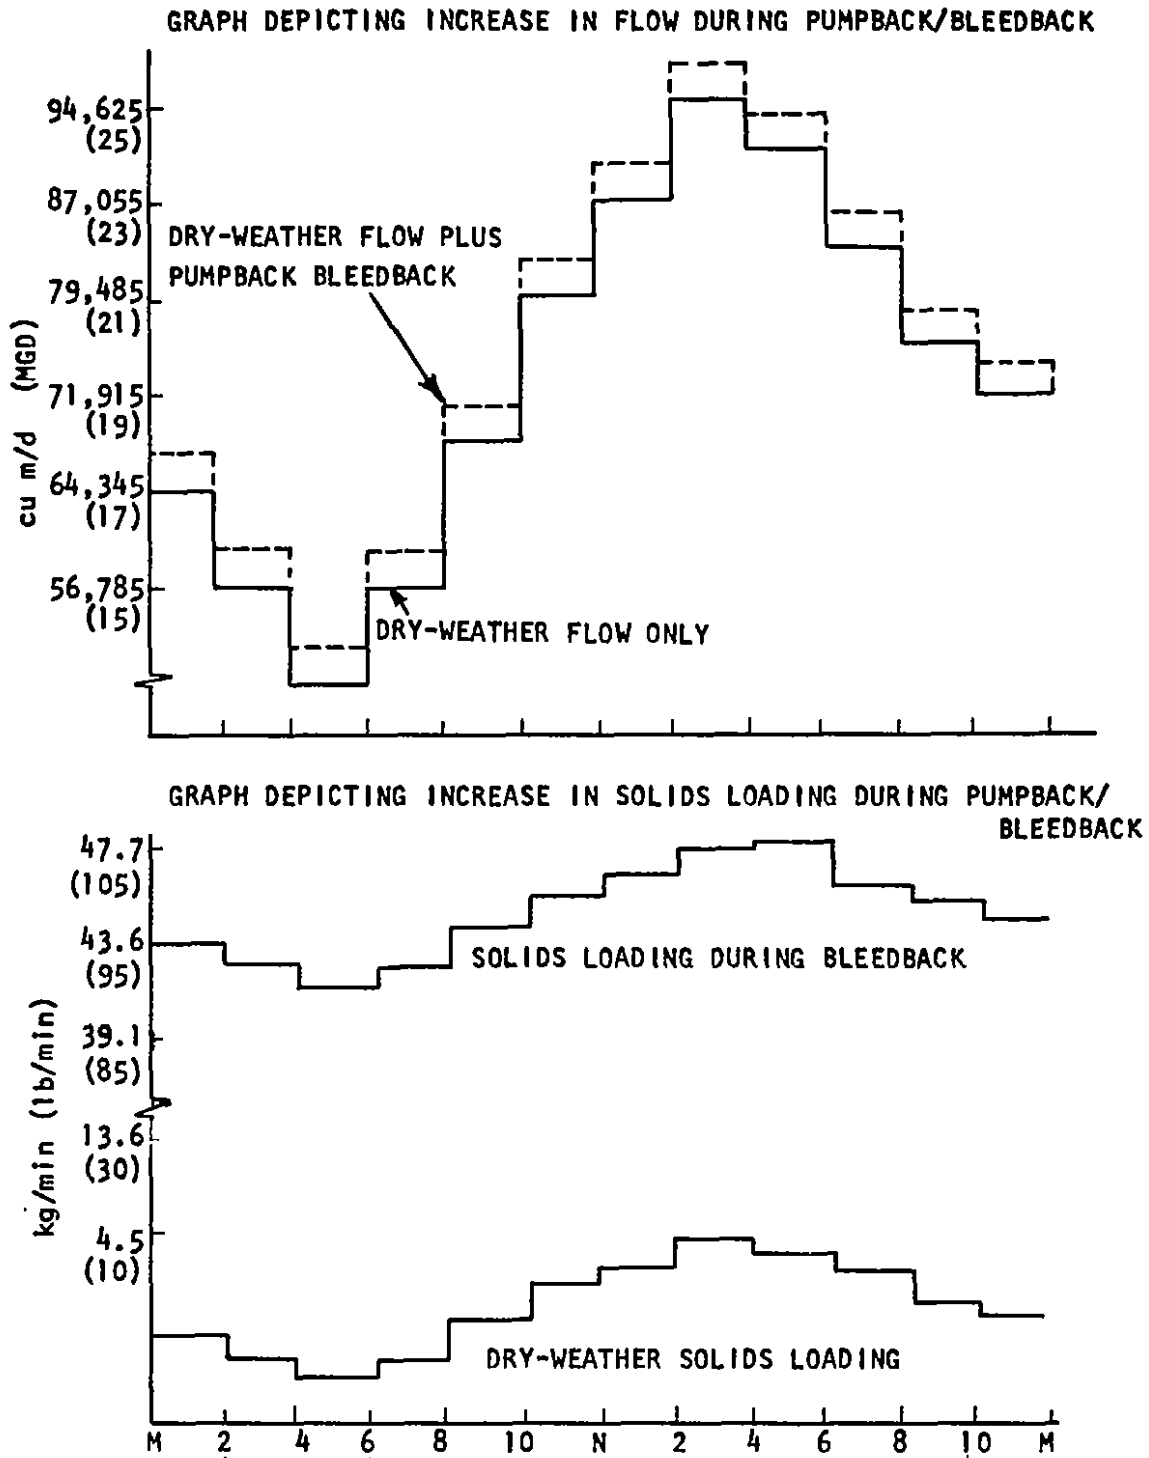 GRAPH DEPICTING INCREASE IN FLOW DURING PUMPBACK/BLEEDBACK
94,625
(25)
87,055
(23)
DRY-WEATHER FLOW PLUS
PUMPBACK BLEEDBACK
79,485
(21)
cu m/d (MGD)
71,915
(19)
64,345
(17)
56,785
(15)
DRY-WEATHER FLOW ONLY
GRAPH DEPICTING INCREASE IN SOLIDS LOADING DURING PUMPBACK/
BLEEDBACK
47.7
(105)
43.6
(95)
SOLIDS LOADING DURING BLEEDBACK
39.1
(85)
kg/min (lb/min)
13.6
(30)
4.5
(10)
DRY-WEATHER SOLIDS LOADING
M 2 4 6 8 10 N 2 4 6 8 10 M